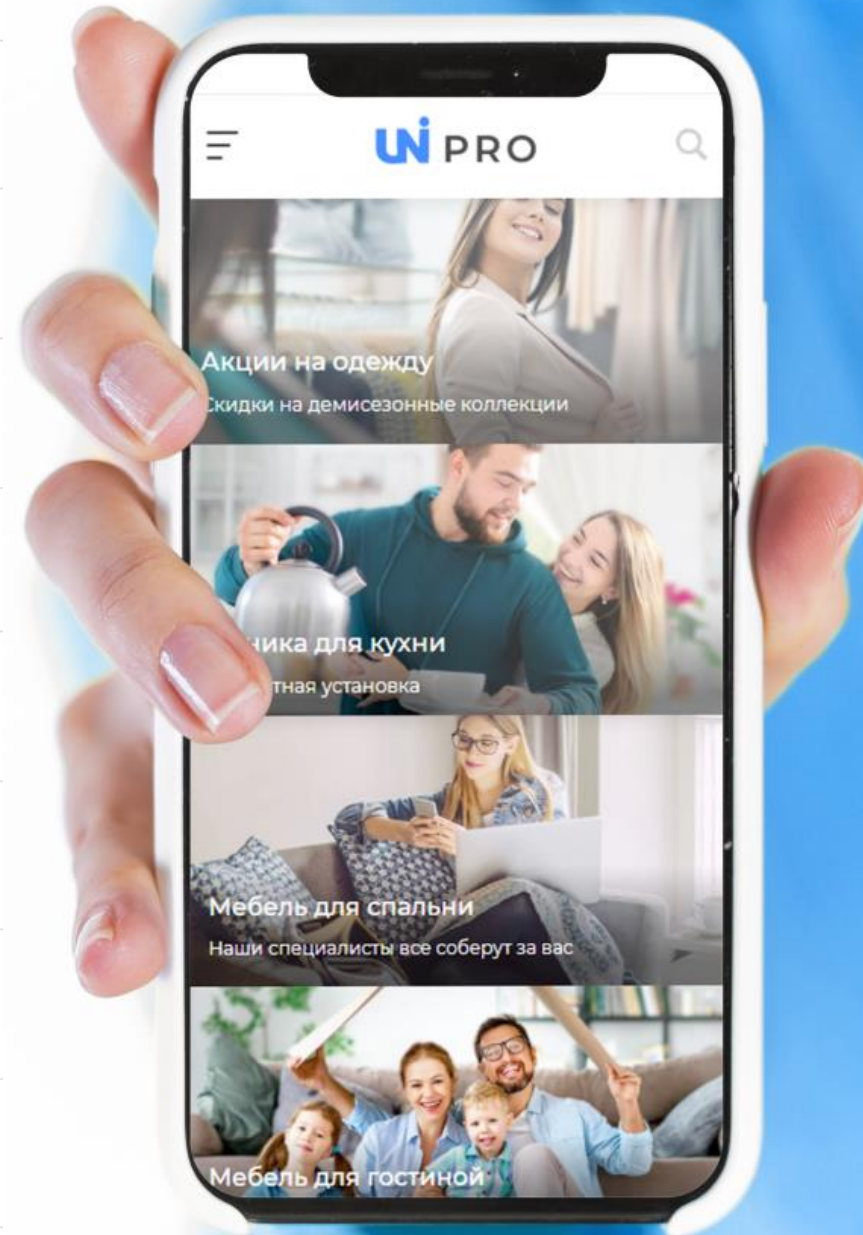 UNI PRO
Акции на одежду
Скидки на демисезонные коллекции
для кухни
установка
Мебель для спальни
Наши специалисты все соберут за вас
Мебель для гостиной